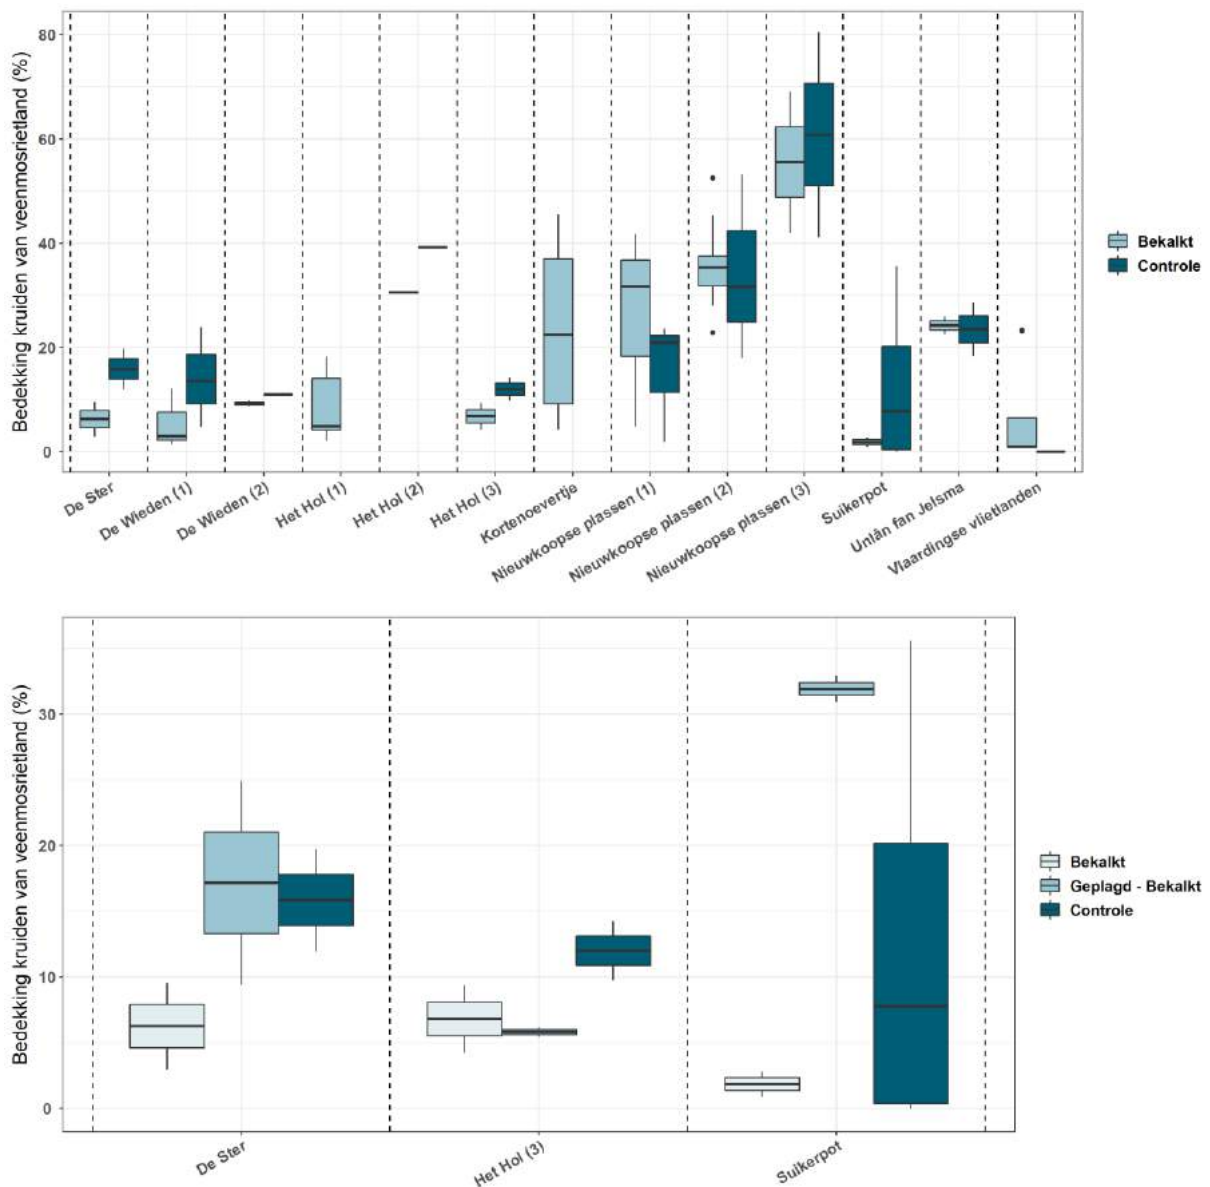 Bedekking kruiden van veenmosrietland (%)
80
60
40
20
0
De Ster
De Wieden (1)
De Wieden (2)
Het Hol (1)
Het Hol (2)
Het Hol (3)
Kortenoevertje
Nieuwkoopse plassen (1)
Nieuwkoopse plassen (2)
Nieuwkoopse plassen (3)
Suikerpot
Unlân fan Jelsma
Vlaardingse vlietlanden
Bekalkt
Controle
Bedekking kruiden van veenmosrietland (%)
30
20
10
0
De Ster
Het Hol (3)
Suikerpot
Bekalkt
Geplagd - Bekalkt
Controle